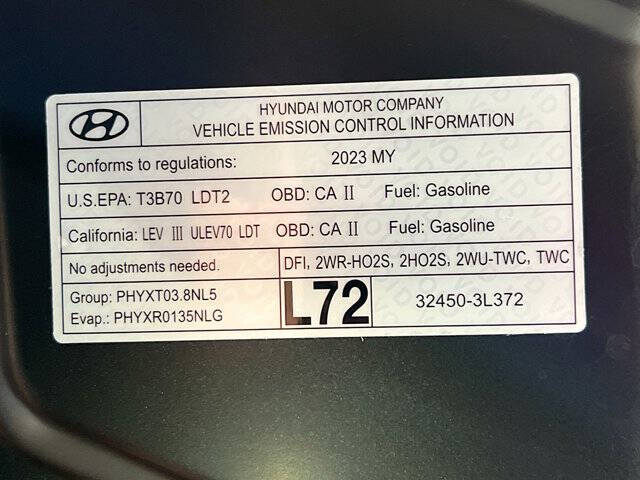 HYUNDAI MOTOR COMPANY
VEHICLE EMISSION CONTROL INFORMATION
Conforms to regulations: 2023 MY
U.S.EPA: T3B70 LDT2 OBD: CA II Fuel: Gasoline
California: LEV III ULEV70 LDT OBD: CA II Fuel: Gasoline
No adjustments needed. DFI, 2WR-HO2S, 2HO2S, 2WU-TWC, TWC
Group: PHYXT03.8NL5
Evap.: PHYXR0135NLG
L72 32450-3L372